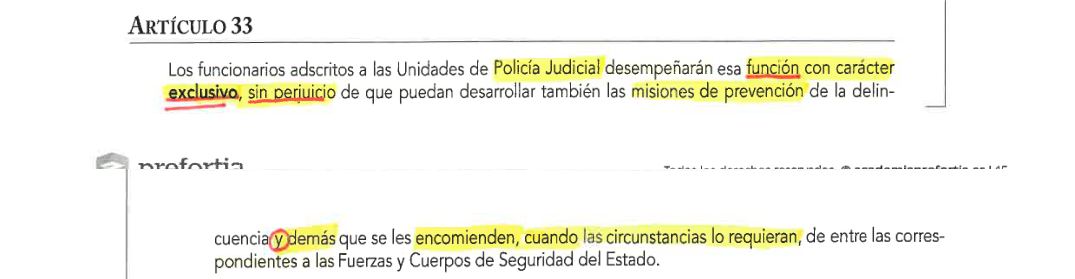 ARTÍCULO 33
Los funcionarios adscritos a las Unidades de Policía Judicial desempeñarán esa función con carácter
exclusivo, sin perjuicio de que puedan desarrollar también las misiones de prevención de la delin-
profortia
cuencia y demás que se les encomienden, cuando las circunstancias lo requieran, de entre las corres-
pondientes a las Fuerzas y Cuerpos de Seguridad del Estado.